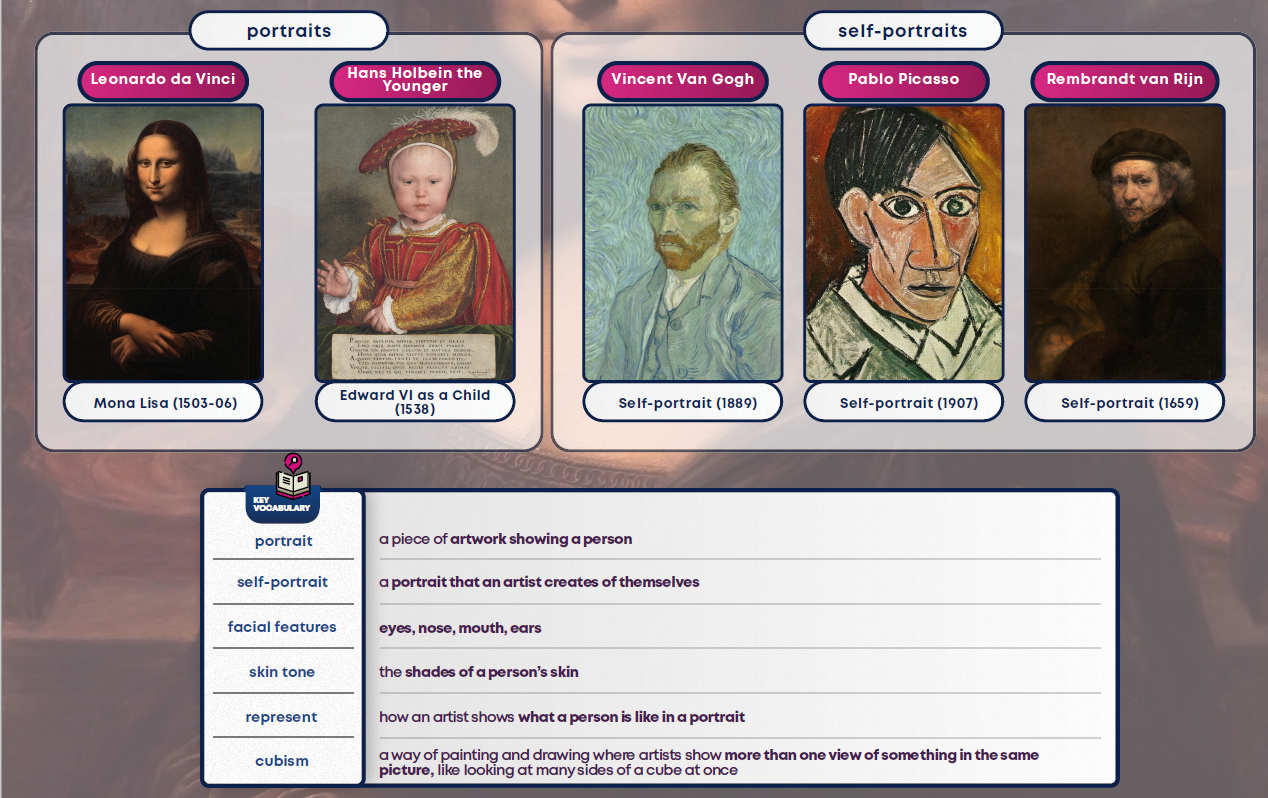 portraits
self-portraits
Leonardo da Vinci
Hans Holbein the
Younger
Vincent Van Gogh
Pablo Picasso
Rembrandt van Rijn
Mona Lisa (1503-06)
Edward VI as a Child
(1538)
Self-portrait (1889)
Self-portrait (1907)
Self-portrait (1659)
KEY
VOCABULARY
portrait
a piece of artwork showing a person
self-portrait
a portrait that an artist creates of themselves
facial features
eyes, nose, mouth, ears
skin tone
the shades of a person’s skin
represent
how an artist shows what a person is like in a portrait
cubism
a way of painting and drawing where artists show more than one view of something in the same
picture, like looking at many sides of a cube at once